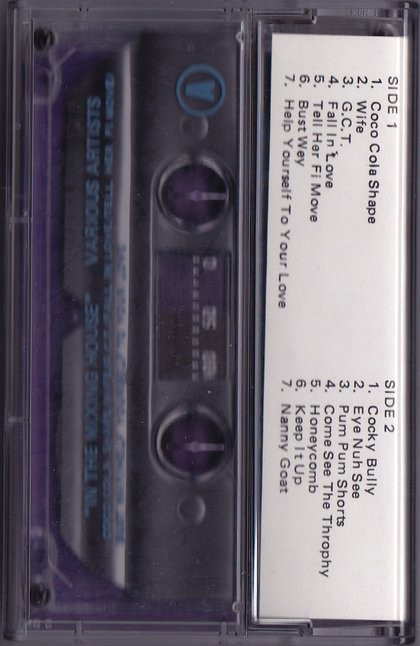 SIDE 1
1. Coco Cola Shape
2. Wife
3. G.C.T.
4. Fall In Love
5. Tell Her Fi Move
6. Bust Wey
7. Help Yourself To Your Love
SIDE 2
1. Cocky Bully
2. Eye Nuh See
3. Pum Pum Shorts
4. Come See The Throphy
5. Honeycomb
6. Keep It Up
7. Nanny Goat
"IN THE MIXING HOUSE" VARIOUS ARTISTS